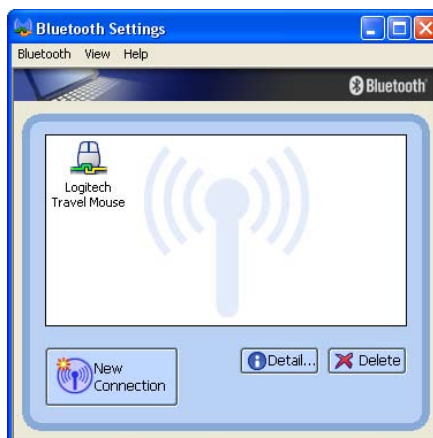 Bluetooth Settings
Bluetooth View Help
Bluetooth
Logitech
Travel Mouse
New
Connection
Detail...
Delete